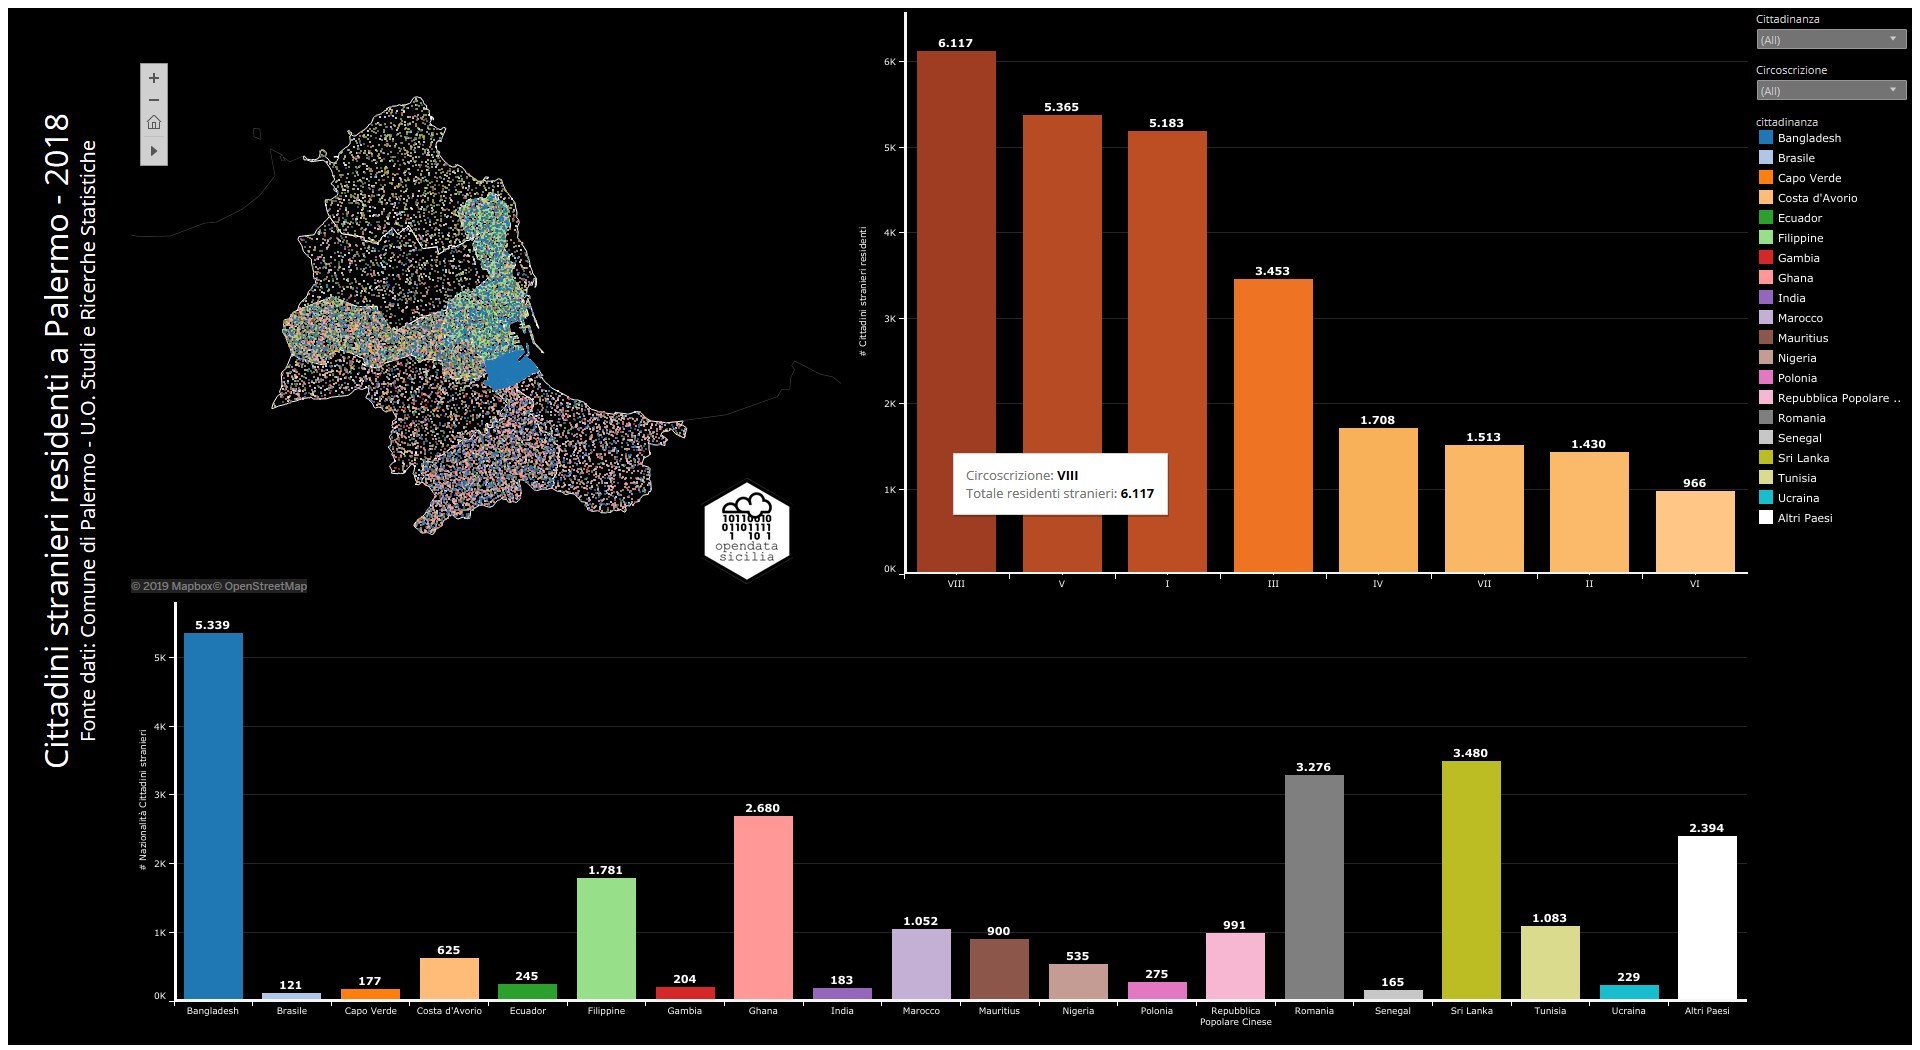 Cittadini stranieri residenti a Palermo - 2018
Fonte dati: Comune di Palermo - U.O. Studi e Ricerche Statistiche
10110010
01101111
1 10 1
opendata
sicilia
© 2019 Mapbox© OpenStreetMap
# Cittadini stranieri residenti
6K
5K
4K
3K
2K
1K
0K
6.117
5.365
5.183
3.453
1.708
1.513
1.430
966
Circoscrizione: VIII
Totale residenti stranieri: 6.117
VIII
V
I
III
IV
VII
II
VI
Cittadinanza
(All)
Circoscrizione
(All)
cittadinanza
Bangladesh
Brasile
Capo Verde
Costa d'Avorio
Ecuador
Filippine
Gambia
Ghana
India
Marocco
Mauritius
Nigeria
Polonia
Repubblica Popolare ..
Romania
Senegal
Sri Lanka
Tunisia
Ucraina
Altri Paesi
# Nazionalità Cittadini stranieri
5K
4K
3K
2K
1K
0K
5.339
121
177
625
245
1.781
204
2.680
183
1.052
900
535
275
991
3.276
165
3.480
1.083
229
2.394
Bangladesh
Brasile
Capo Verde
Costa d'Avorio
Ecuador
Filippine
Gambia
Ghana
India
Marocco
Mauritius
Nigeria
Polonia
Repubblica
Popolare Cinese
Romania
Senegal
Sri Lanka
Tunisia
Ucraina
Altri Paesi